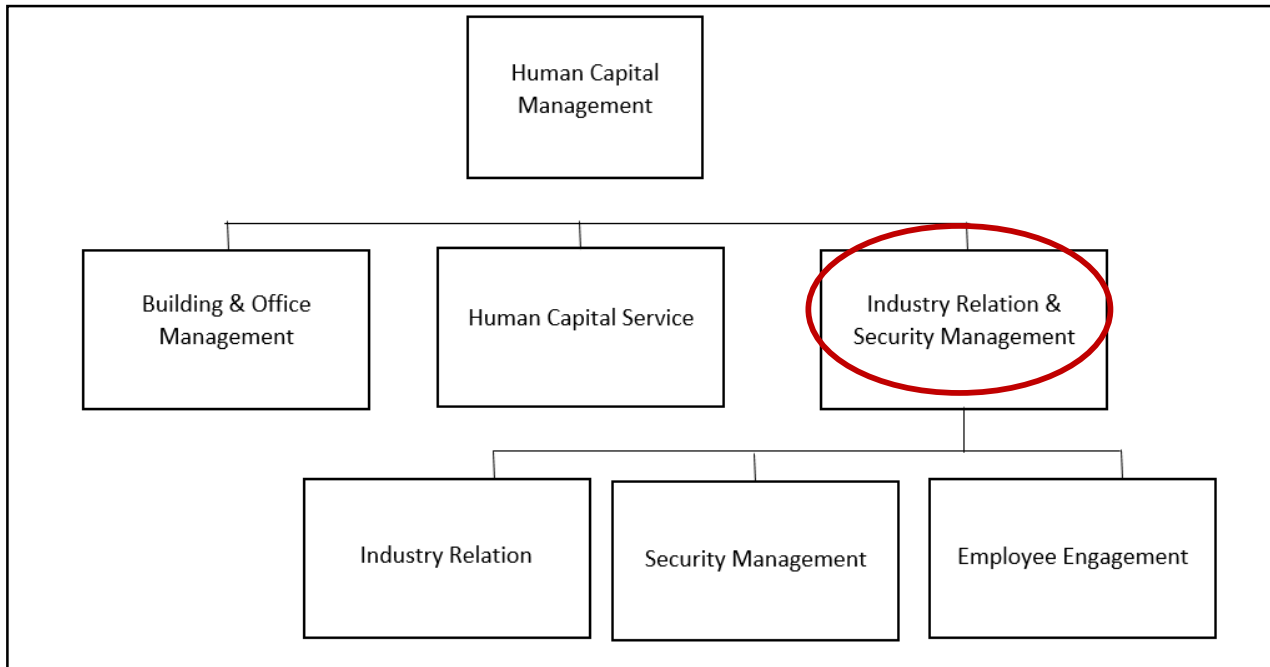 Human Capital
Management
Building & Office
Management
Human Capital Service
Industry Relation &
Security Management
Industry Relation
Security Management
Employee Engagement